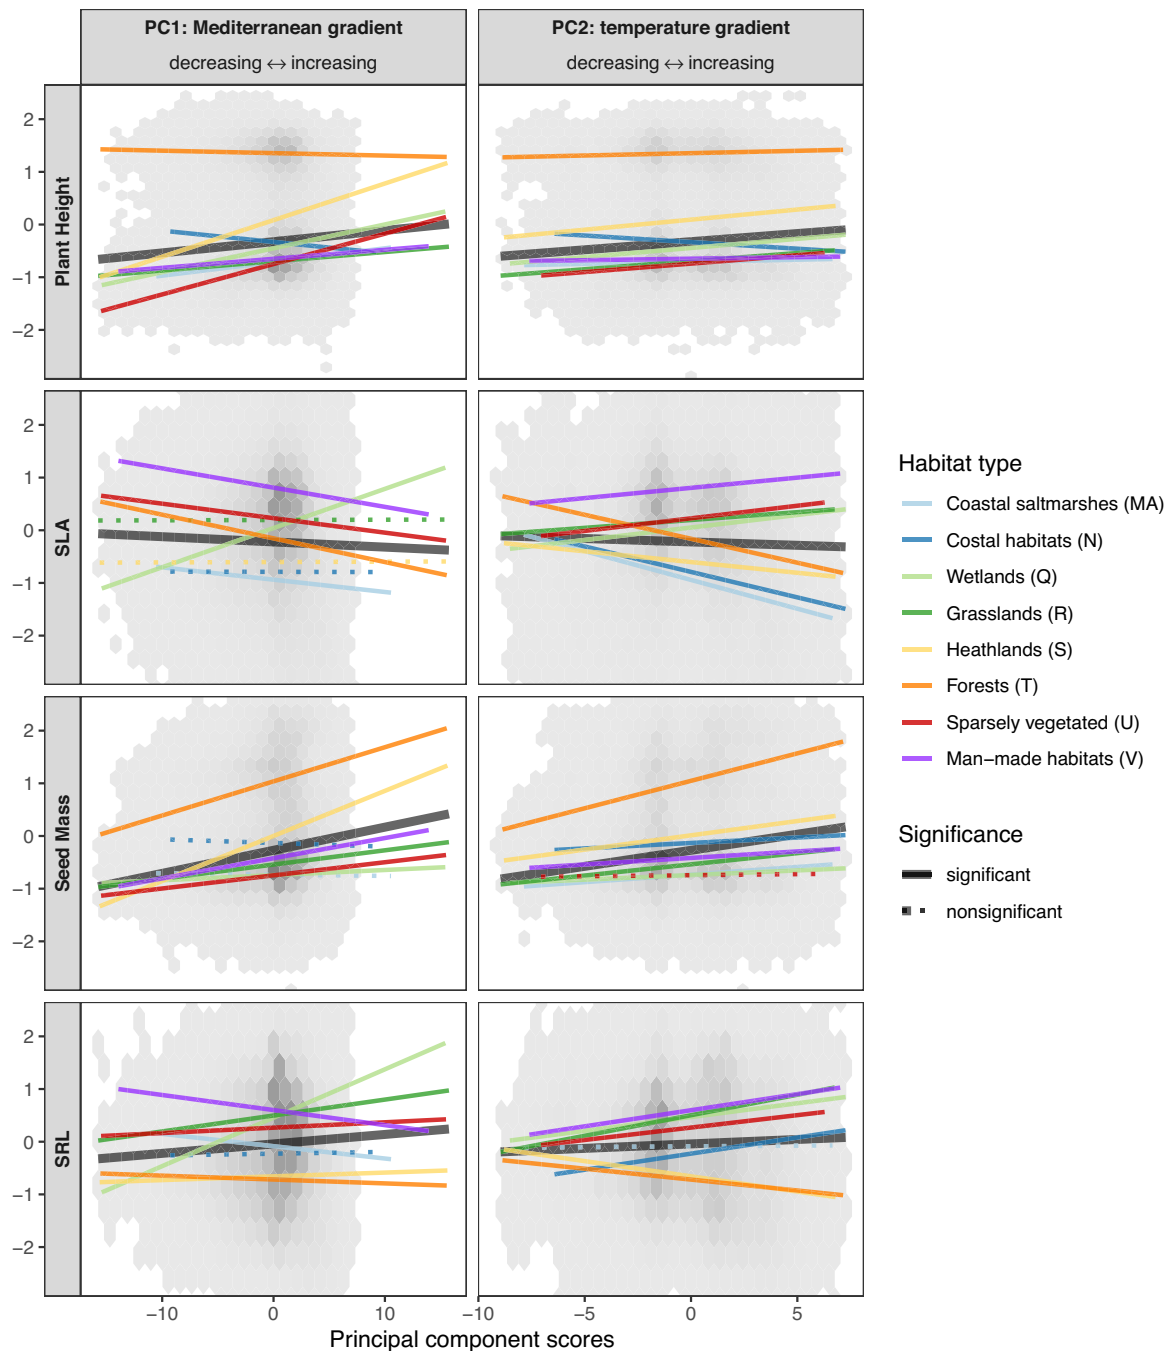 PC1: Mediterranean gradient
decreasing ↔ increasing
PC2: temperature gradient
decreasing ↔ increasing
Plant Height
2
1
0
−1
−2
SLA
2
1
0
−1
−2
Seed Mass
2
1
0
−1
−2
SRL
2
1
0
−1
−2
−10
0
10
−10
−5
0
5
Principal component scores
Habitat type
Coastal saltmarshes (MA)
Costal habitats (N)
Wetlands (Q)
Grasslands (R)
Heathlands (S)
Forests (T)
Sparsely vegetated (U)
Man−made habitats (V)
Significance
significant
nonsignificant